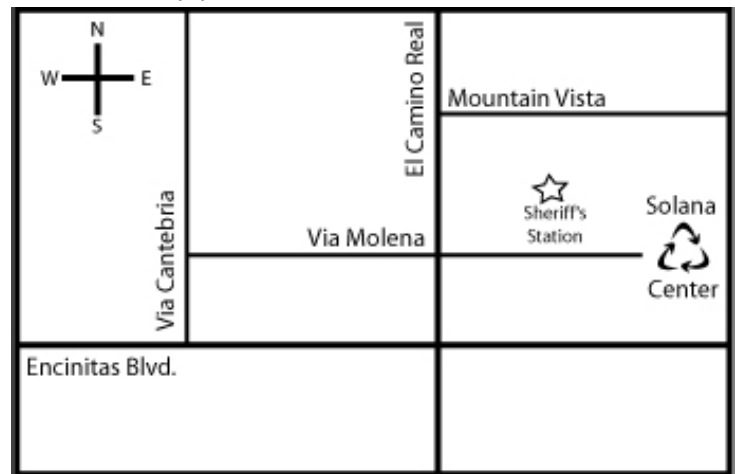 N
W E
S
El Camino Real
Mountain Vista
Via Cantebria
Sheriff's
Station
Solana
Center
Via Molena
Encinitas Blvd.